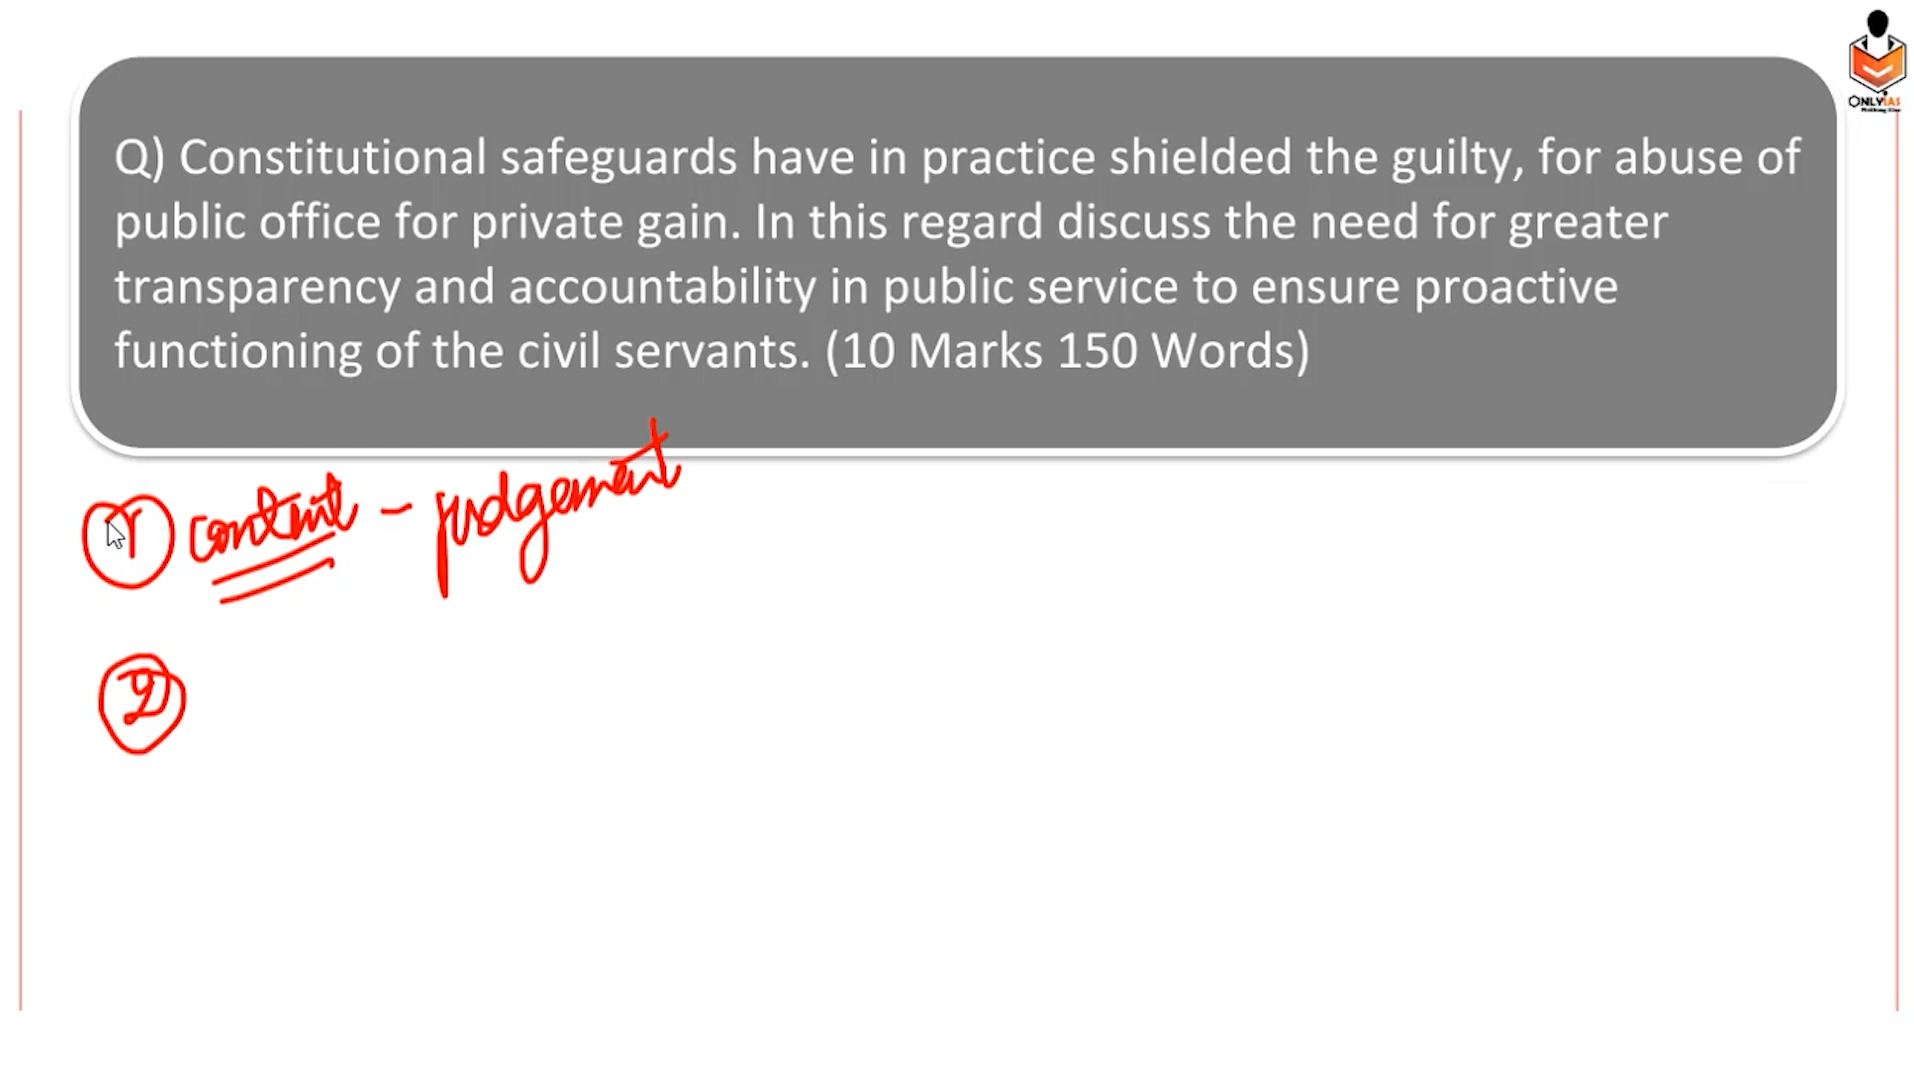 ONLYIAS
Q) Constitutional safeguards have in practice shielded the guilty, for abuse of
public office for private gain. In this regard discuss the need for greater
transparency and accountability in public service to ensure proactive
functioning of the civil servants. (10 Marks 150 Words)
1 content - judgement
2